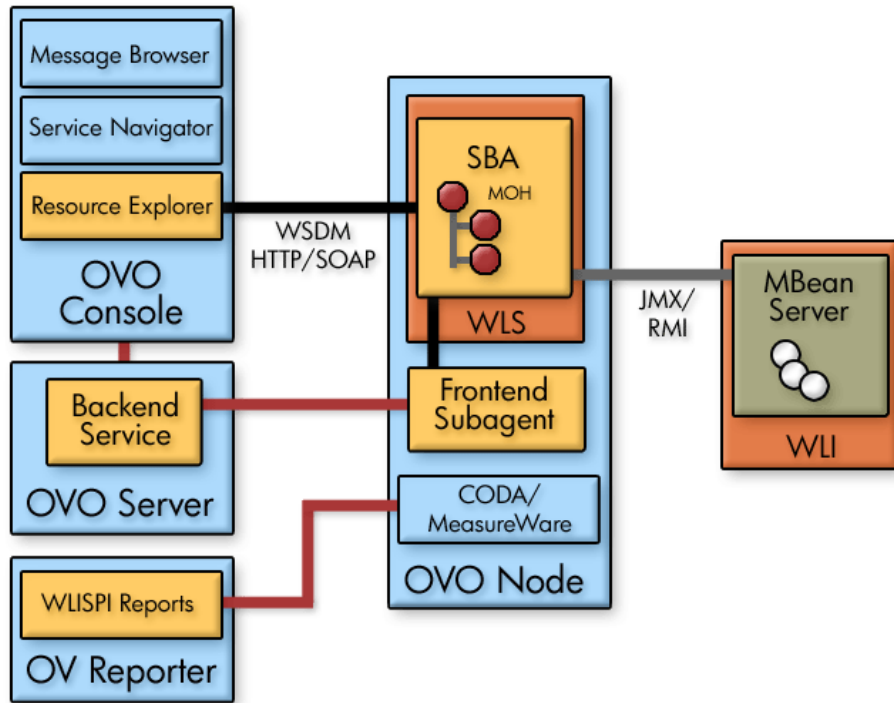 Message Browser
Service Navigator
Resource Explorer
OVO
Console
WSDM
HTTP/SOAP
SBA
MOH
WLS
JMX/
RMI
MBean
Server
WLI
Backend
Service
OVO Server
Frontend
Subagent
CODA/
MeasureWare
OVO Node
WLISPI Reports
OV Reporter